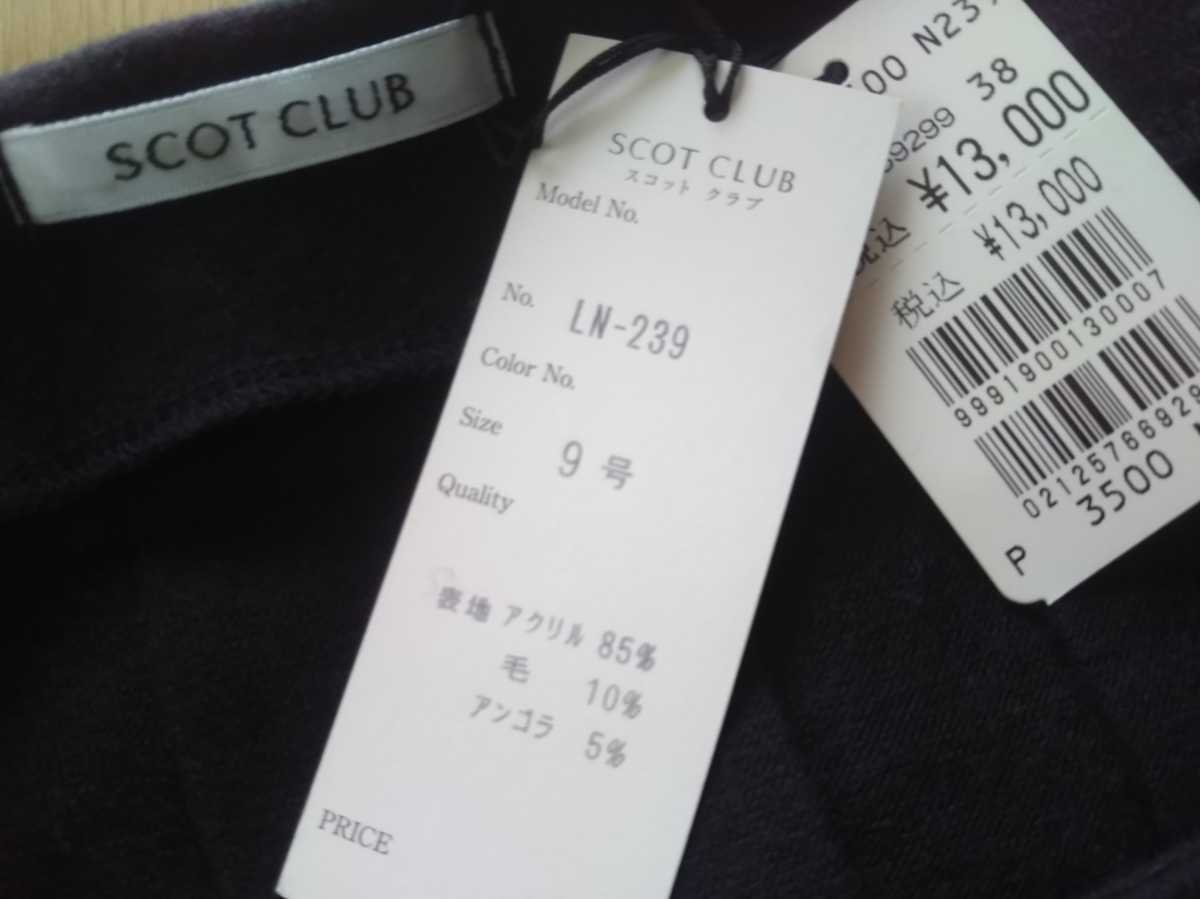 SCOT CLUB
SCOT CLUB
スコット クラブ
Model No.
No. LN-239
Color No.
Size 9 号
Quality
表地 アクリル 85%
毛 10%
アンゴラ 5%
PRICE
38
¥13,000
税込 ¥13,000
9991900130007
P 3500